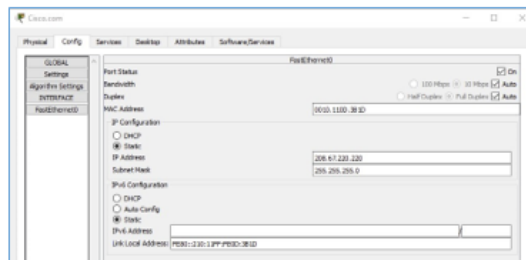 Cisco.com
Physical Config Services Desktop Attributes Software/Services
GLOBAL
Settings
Algorithm Settings
INTERFACE
FastEthernet0
FastEthernet0
Port Status On
Bandwidth 100 Mbps 10 Mbps Auto
Duplex Half Duplex Full Duplex Auto
MAC Address
IP Configuration
DHCP
Static
IP Address 208.67.220.220
Subnet Mask 255.255.255.0
IPv6 Configuration
DHCP
Auto Config
Static
IPv6 Address /
Link Local Address: